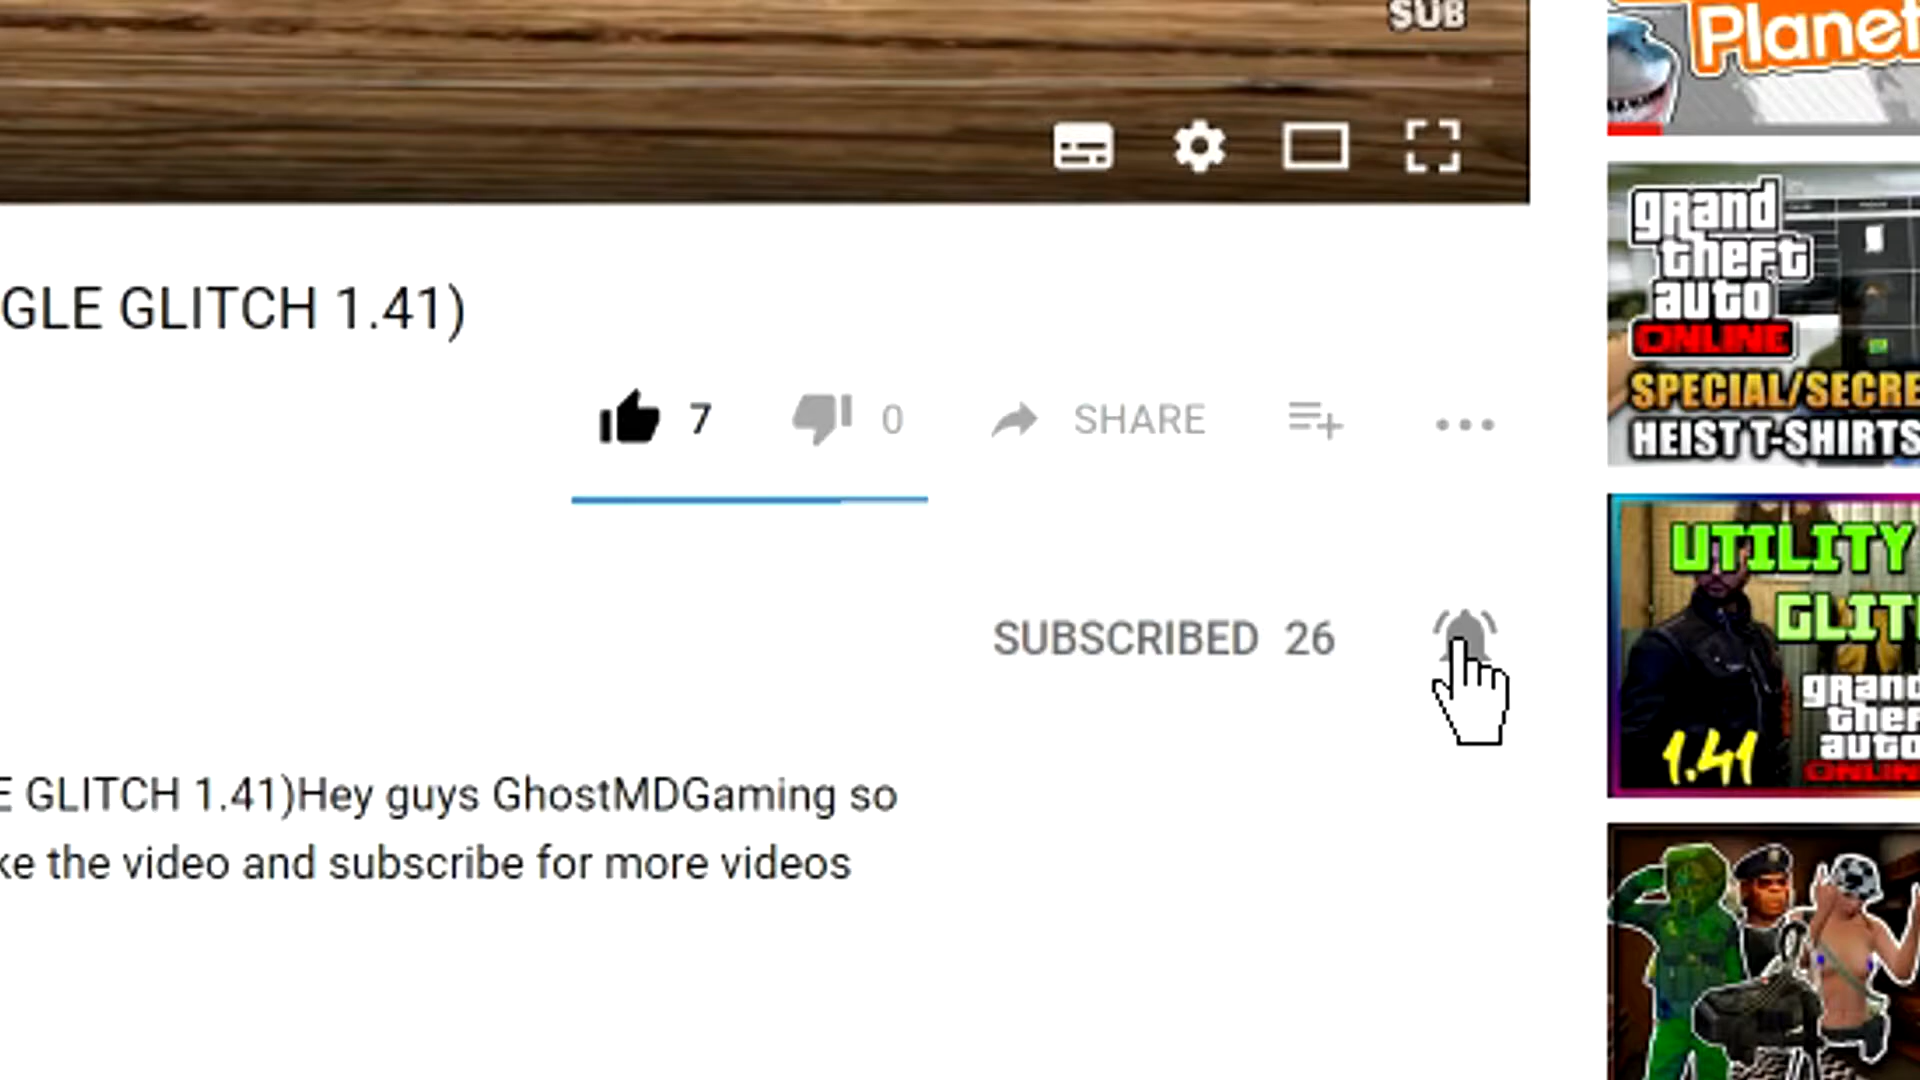 SUB
GLE GLITCH 1.41)
7
0
SHARE
SUBSCRIBED 26
E GLITCH 1.41)Hey guys GhostMDGaming so
ke the video and subscribe for more videos
Planet
grand
theft
auto
ONLINE
SPECIAL/SECRE
HEIST T-SHIRTS
UTILITY
GLIT
grand
thef
auto
ONLIN
1.41